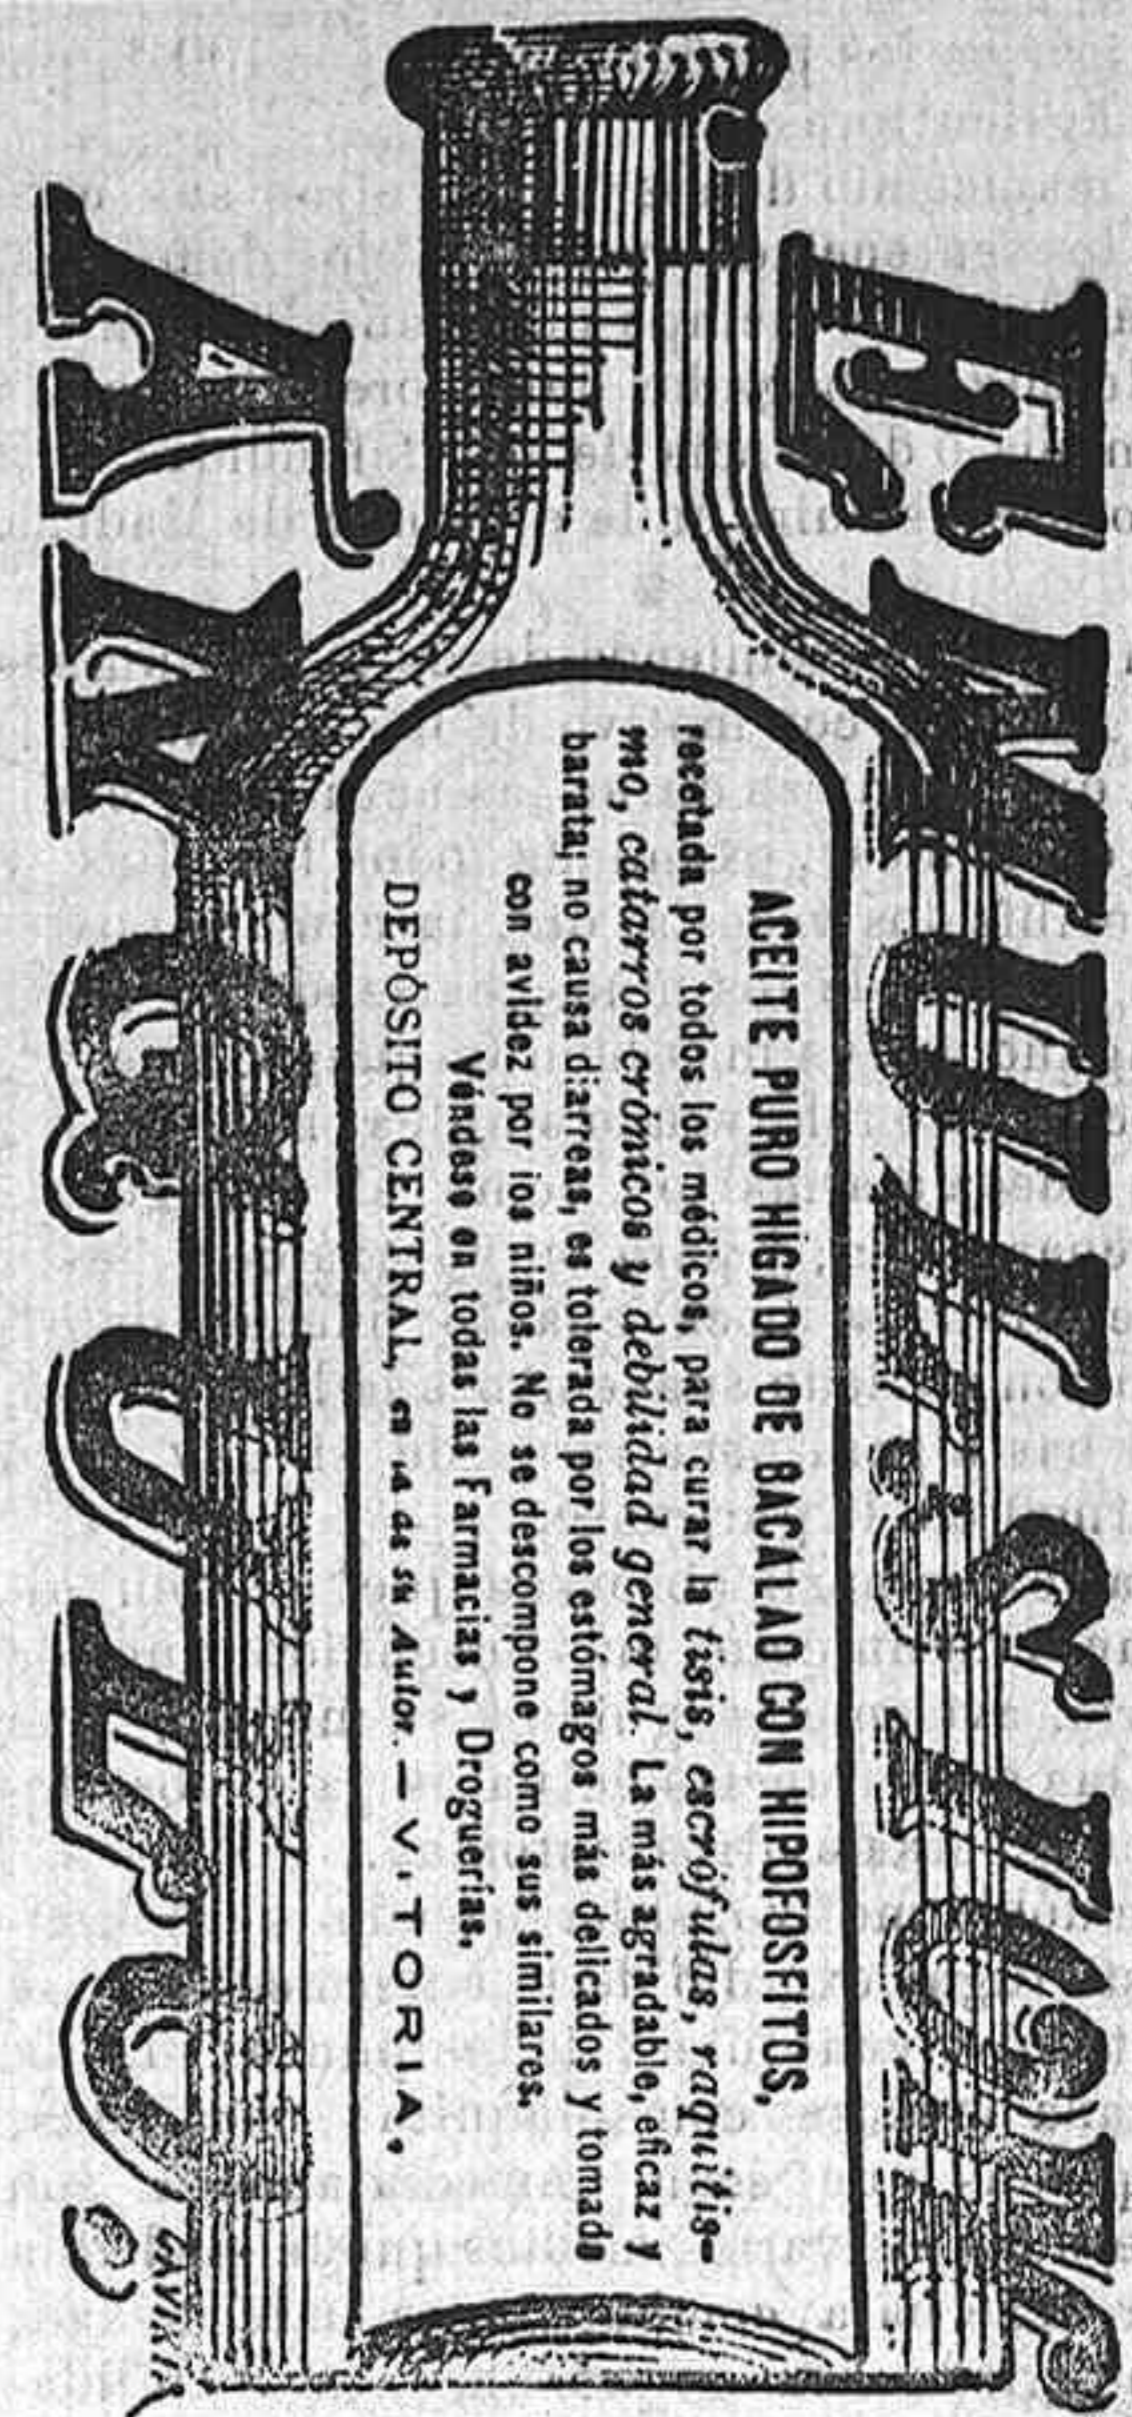 EMULSIÓN
ACEITE PURO HÍGADO DE BACALAO CON HIPOFOSFITOS,
recetada por todos los médicos, para curar la tisis, escrófulas, raquitis-
mo, catarros crónicos y debilidad general. La más agradable, eficaz y
barata; no causa diarreas, es tolerada por los estómagos más delicados y tomada
con avidez por los niños. No se descompone como sus similares.
Véndese en todas las Farmacias y Droguerías.
DEPÓSITO CENTRAL, en la de su Autor.—VITORIA.